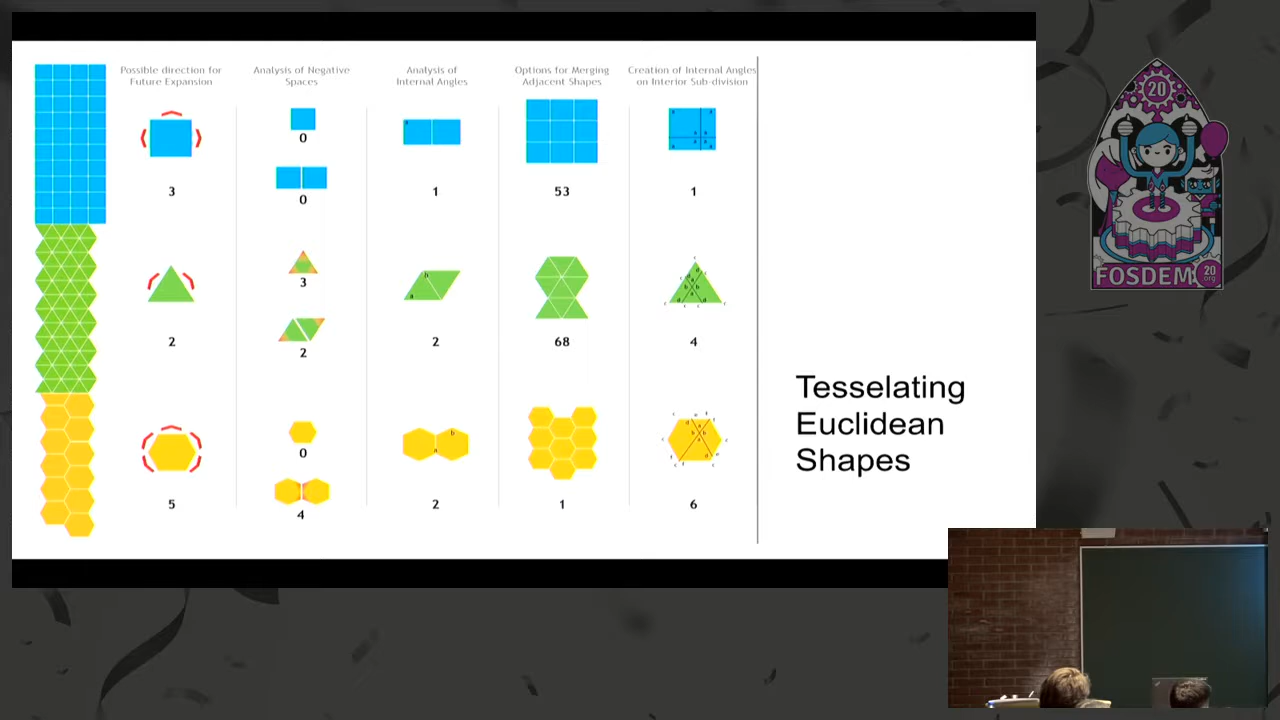 Possible direction for
Future Expansion
Analysis of Negative
Spaces
Analysis of
Internal Angles
Options for Merging
Adjacent Shapes
Creation of Internal Angles
on Interior Sub-division
0
3
0
1
53
1
3
2
2
2
68
4
0
5
4
2
1
6
Tesselating
Euclidean
Shapes
20
FOSDEM
20
org